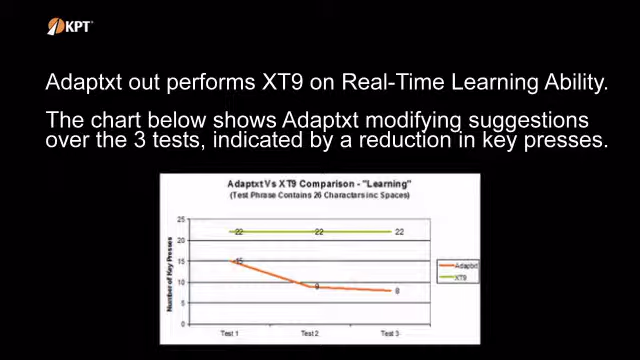 KPT
Adaptxt out performs XT9 on Real-Time Learning Ability.
The chart below shows Adaptxt modifying suggestions
over the 3 tests, indicated by a reduction in key presses.
Adaptxt Vs XT9 Comparison - "Learning"
(Test Phrase Contains 26 Charactars inc Spaces)
Number of Key Presses
25
20
15
10
5
0
22
22
22
15
9
8
Test 1
Test 2
Test 3
Adaptxt
XT9